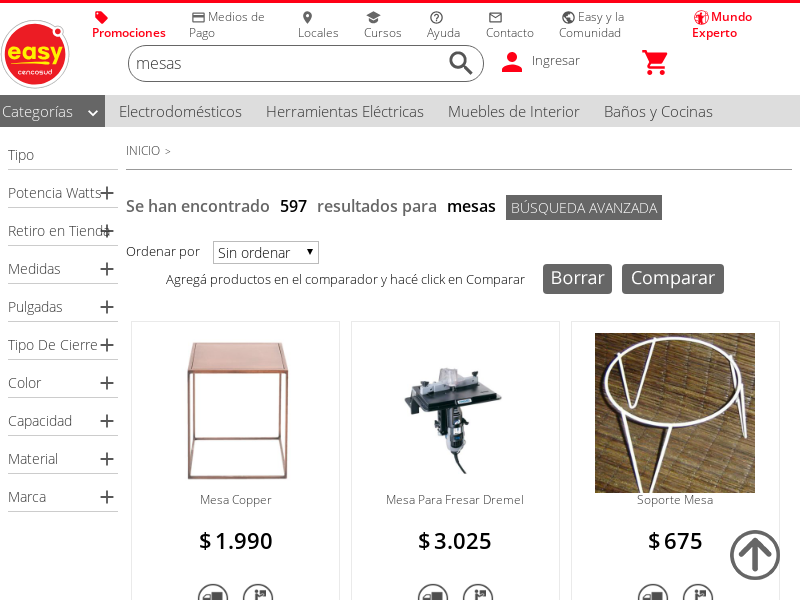 Promociones
Medios de
Pago
Locales
Cursos
Ayuda
Contacto
Easy y la
Comunidad
Mundo
Experto
easy
cencosud
mesas
Ingresar
Categorías Electrodomésticos Herramientas Eléctricas Muebles de Interior Baños y Cocinas
INICIO >
Tipo
Potencia Watts
Retiro en Tienda
Medidas
Pulgadas
Tipo De Cierre
Color
Capacidad
Material
Marca
Se han encontrado 597 resultados para mesas BÚSQUEDA AVANZADA
Ordenar por Sin ordenar
Agregá productos en el comparador y hacé click en Comparar Borrar Comparar
Mesa Copper
$ 1.990
Mesa Para Fresar Dremel
$ 3.025
Soporte Mesa
$ 675